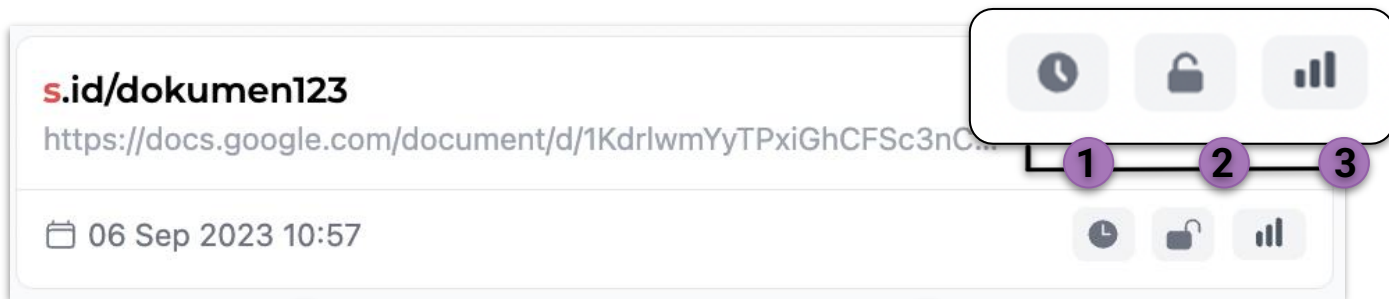 s.id/dokumen123
https://docs.google.com/document/d/1KdrlwmYyTPxiGhCFSc3nC...
1 2 3
06 Sep 2023 10:57